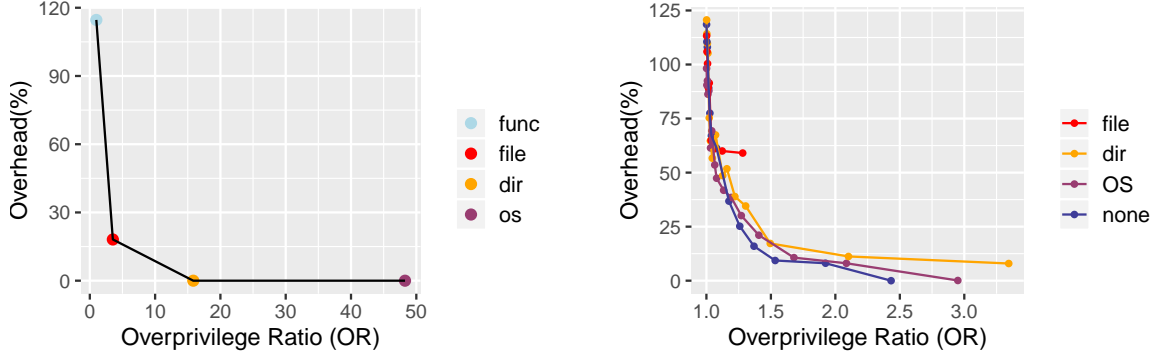 120
90
60
30
0
Overhead(%)
0 10 20 30 40 50
Overprivilege Ratio (OR)
func
file
dir
os
125
100
75
50
25
0
Overhead(%)
1.0 1.5 2.0 2.5 3.0
Overprivilege Ratio (OR)
file
dir
OS
none